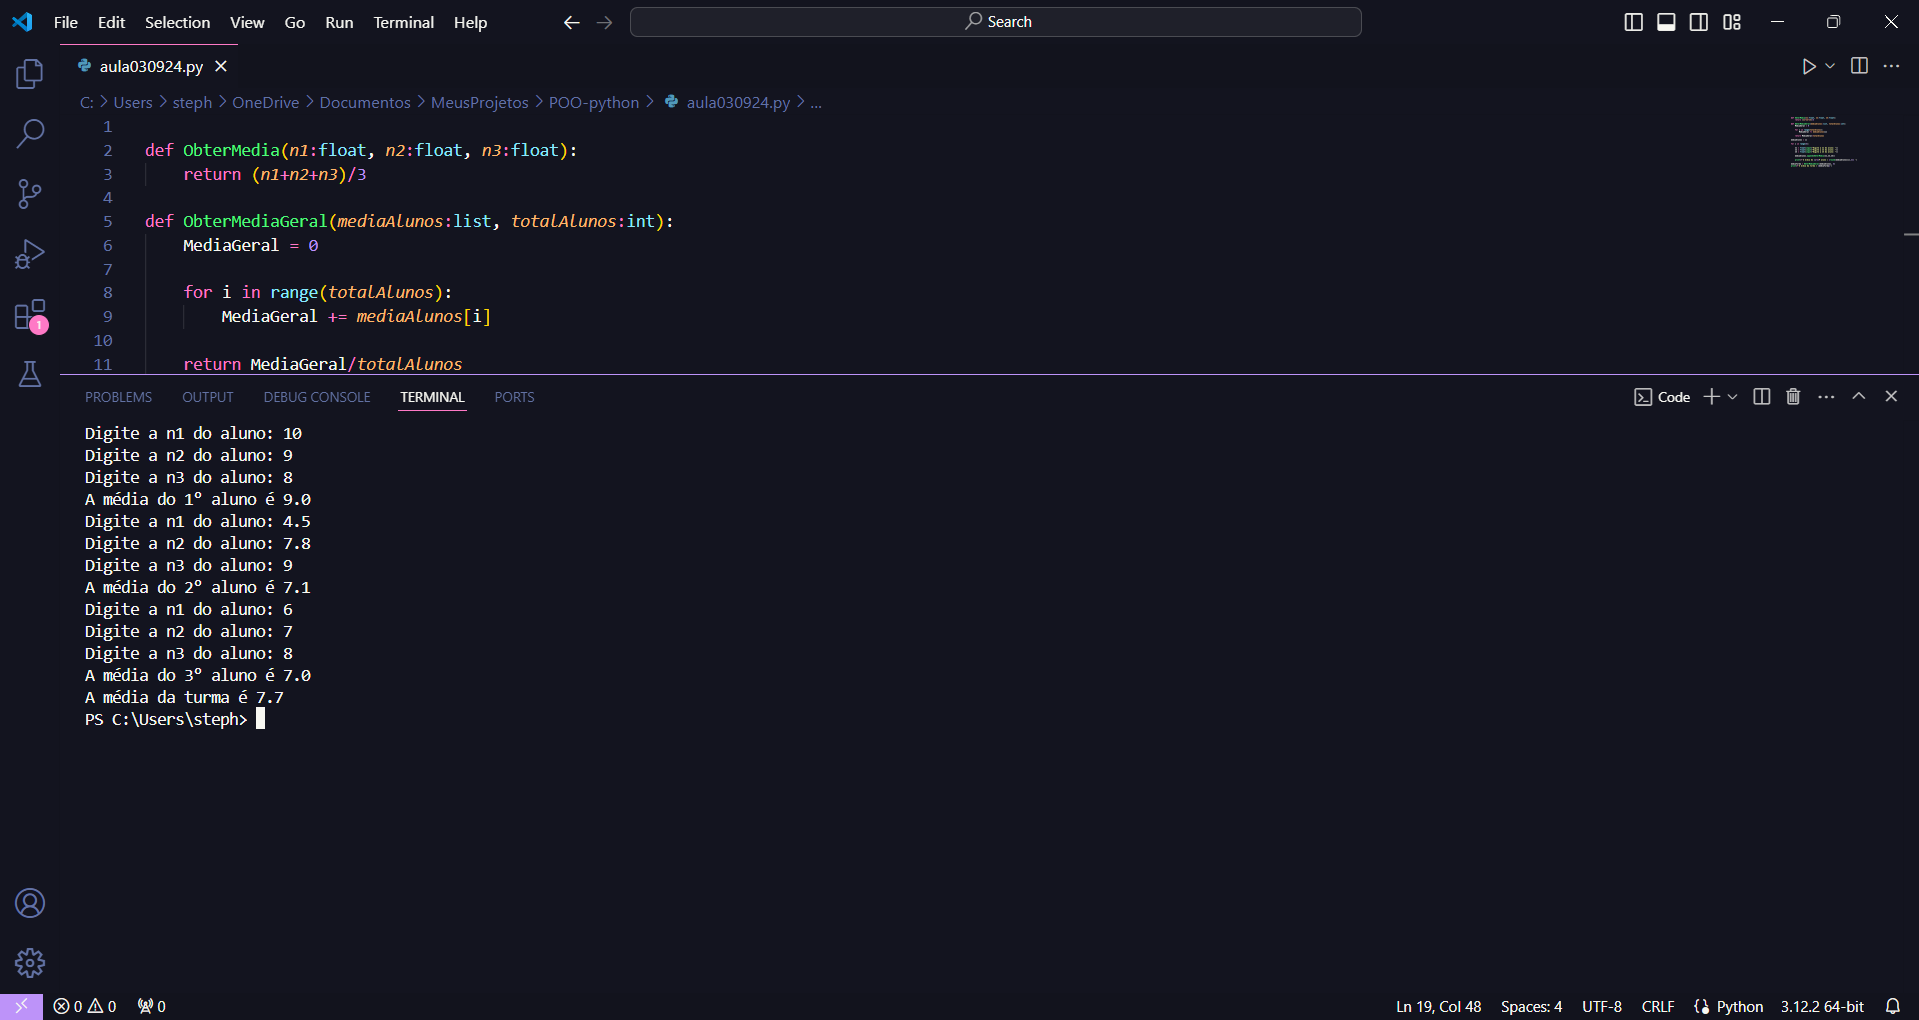 File Edit Selection View Go Run Terminal Help Search
aula030924.py
C: > Users > steph > OneDrive > Documentos > MeusProjetos > POO-python > aula030924.py > ...
1
2 def ObterMedia(n1:float, n2:float, n3:float):
3 return (n1+n2+n3)/3
4
5 def ObterMediaGeral(mediaAlunos:list, totalAlunos:int):
6 MediaGeral = 0
7
8 for i in range(totalAlunos):
9 MediaGeral += mediaAlunos[i]
10
11 return MediaGeral/totalAlunos
1
PROBLEMS OUTPUT DEBUG CONSOLE TERMINAL PORTS Code
Digite a n1 do aluno: 10
Digite a n2 do aluno: 9
Digite a n3 do aluno: 8
A média do 1º aluno é 9.0
Digite a n1 do aluno: 4.5
Digite a n2 do aluno: 7.8
Digite a n3 do aluno: 9
A média do 2º aluno é 7.1
Digite a n1 do aluno: 6
Digite a n2 do aluno: 7
Digite a n3 do aluno: 8
A média do 3º aluno é 7.0
A média da turma é 7.7
PS C:\Users\steph>
0 0 0 Ln 19, Col 48 Spaces: 4 UTF-8 CRLF Python 3.12.2 64-bit